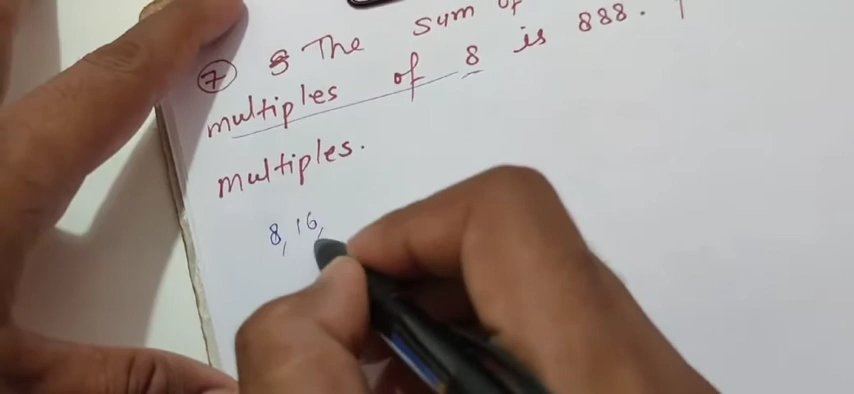 ⑦ The sum of
multiples of 8 is 888.
multiples.
8, 16,